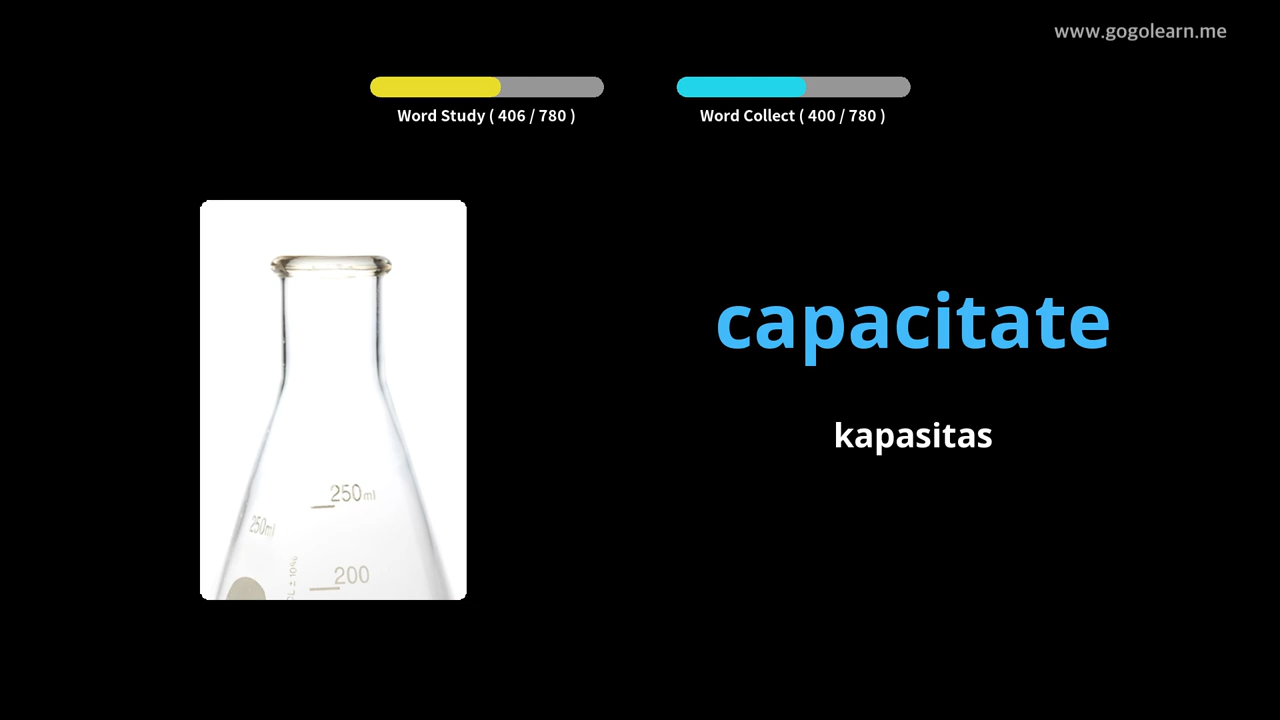 www.gogolearn.me
Word Study ( 406 / 780 )
Word Collect ( 400 / 780 )
capacitate
kapasitas
250ml
250ml
200